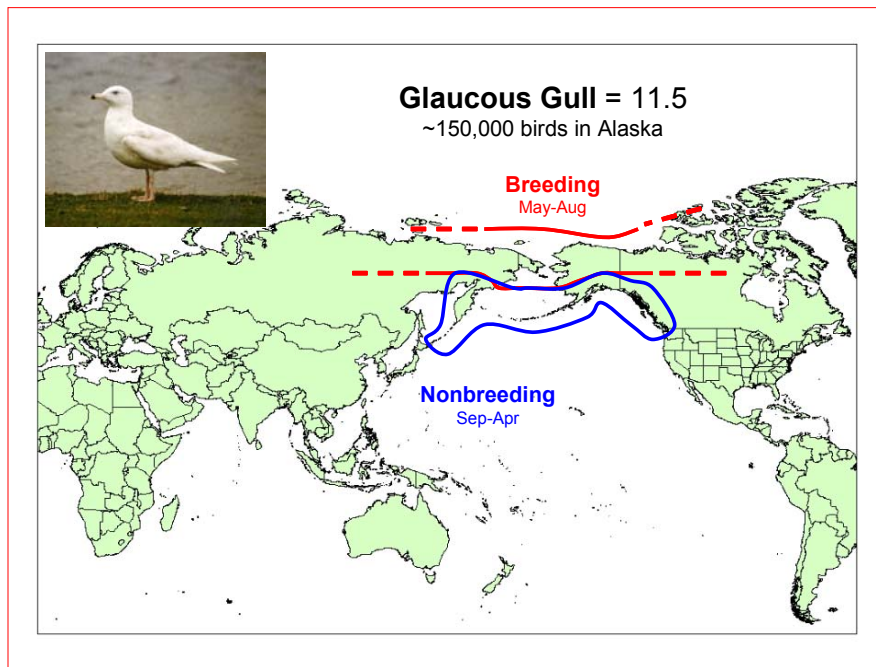 Glaucous Gull = 11.5
~150,000 birds in Alaska
Breeding
May-Aug
Nonbreeding
Sep-Apr